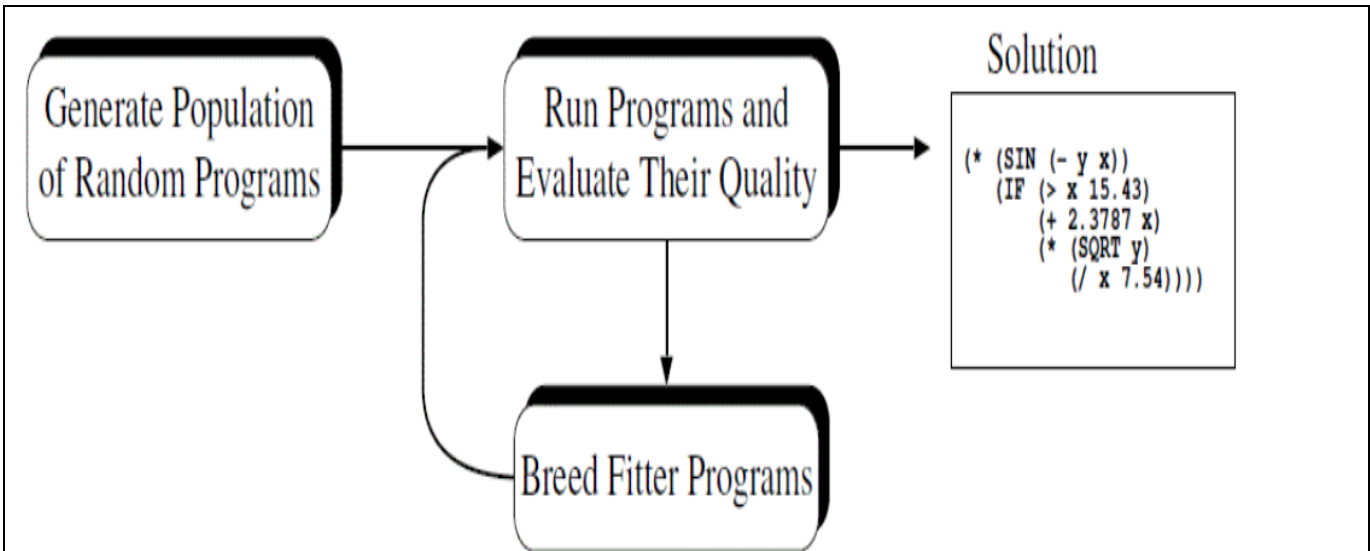 Generate Population
of Random Programs
Run Programs and
Evaluate Their Quality
Solution
(* (SIN (- y x))
(IF (> x 15.43)
(+ 2.3787 x)
(* (SQRT y)
(/ x 7.54))))
Breed Fitter Programs